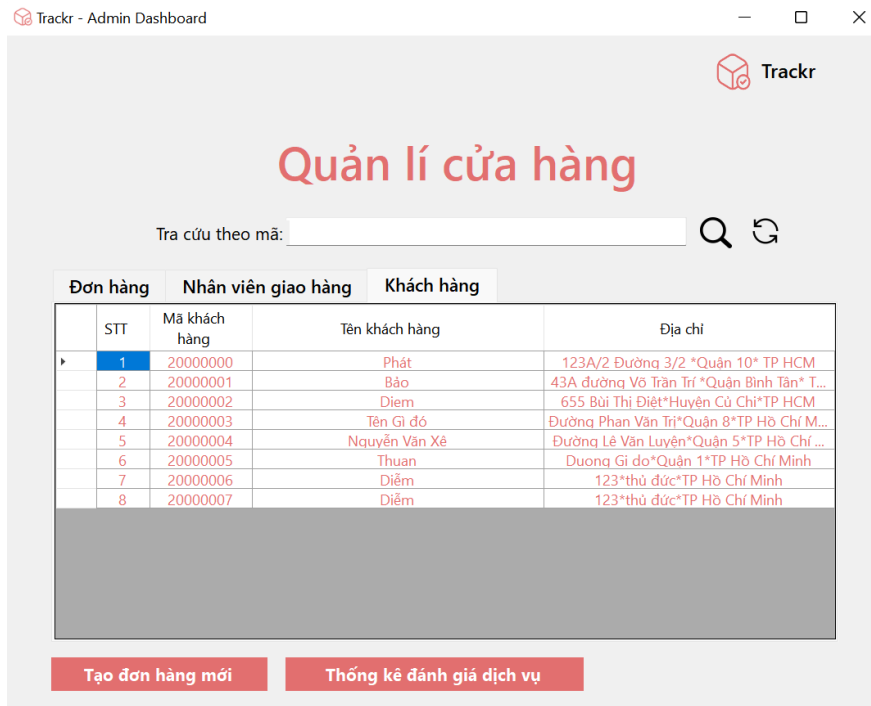 Trackr - Admin Dashboard
Trackr
Quản lí cửa hàng
Tra cứu theo mã:
Đơn hàng Nhân viên giao hàng Khách hàng
STT Mã khách hàng Tên khách hàng Địa chỉ
1 20000000 Phát 123A/2 Đường 3/2 *Quận 10* TP HCM
2 20000001 Bảo 43A đường Võ Trần Trí *Quận Bình Tân* T...
3 20000002 Diem 655 Bùi Thị Điệt*Huyện Củ Chi*TP HCM
4 20000003 Tên Gì đó Đường Phan Văn Trị*Quận 8*TP Hồ Chí M...
5 20000004 Nguyễn Văn Xê Đường Lê Văn Luyện*Quận 5*TP Hồ Chí ...
6 20000005 Thuan Duong Gi do*Quận 1*TP Hồ Chí Minh
7 20000006 Diễm 123*thủ đức*TP Hồ Chí Minh
8 20000007 Diễm 123*thủ đức*TP Hồ Chí Minh
Tạo đơn hàng mới Thống kê đánh giá dịch vụ